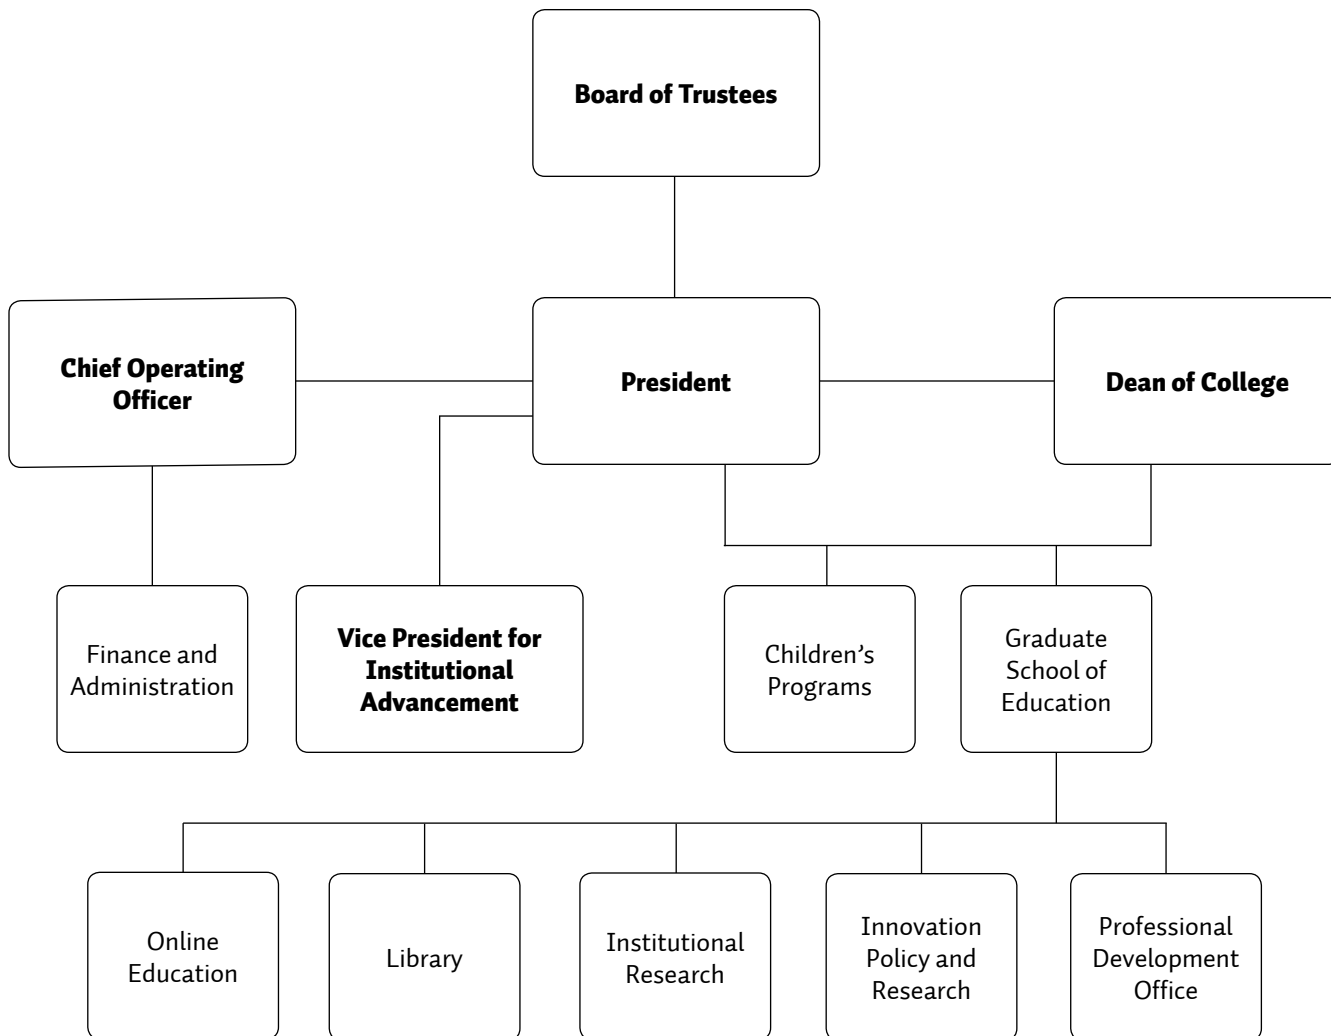 Board of Trustees
Chief Operating
Officer
President
Dean of College
Finance and
Administration
Vice President for
Institutional
Advancement
Children’s
Programs
Graduate
School of
Education
Online
Education
Library
Institutional
Research
Innovation
Policy and
Research
Professional
Development
Office